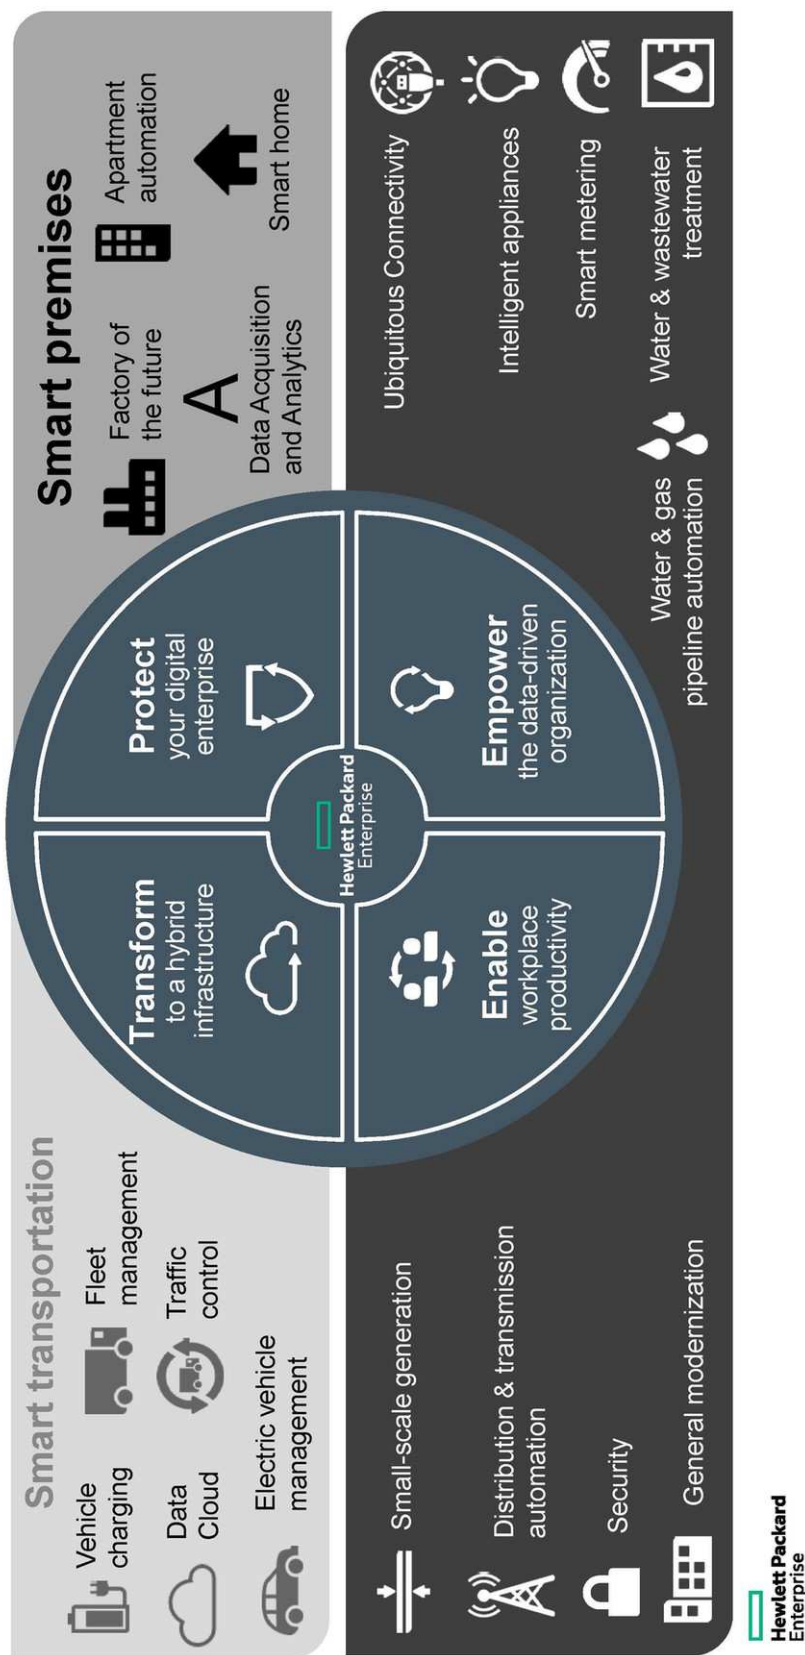 Smart transportation
Vehicle
charging
Fleet
management
Data
Cloud
Traffic
control
Electric vehicle
management
Smart premises
Factory of
the future
Apartment
automation
Data Acquisition
and Analytics
Smart home
Transform
to a hybrid
infrastructure
Protect
your digital
enterprise
Hewlett Packard
Enterprise
Enable
workplace
productivity
Empower
the data-driven
organization
Small-scale generation
Distribution & transmission
automation
Security
General modernization
Ubiquitous Connectivity
Intelligent appliances
Smart metering
Water & wastewater
treatment
Water & gas
pipeline automation
A
Hewlett Packard
Enterprise